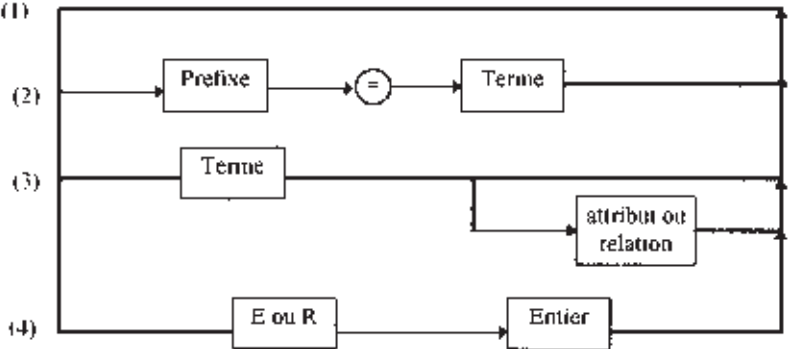 (1)
Prefixe
=
Terme
(2)
Terme
(3)
attribut ou
relation
E ou R
Entier
(4)